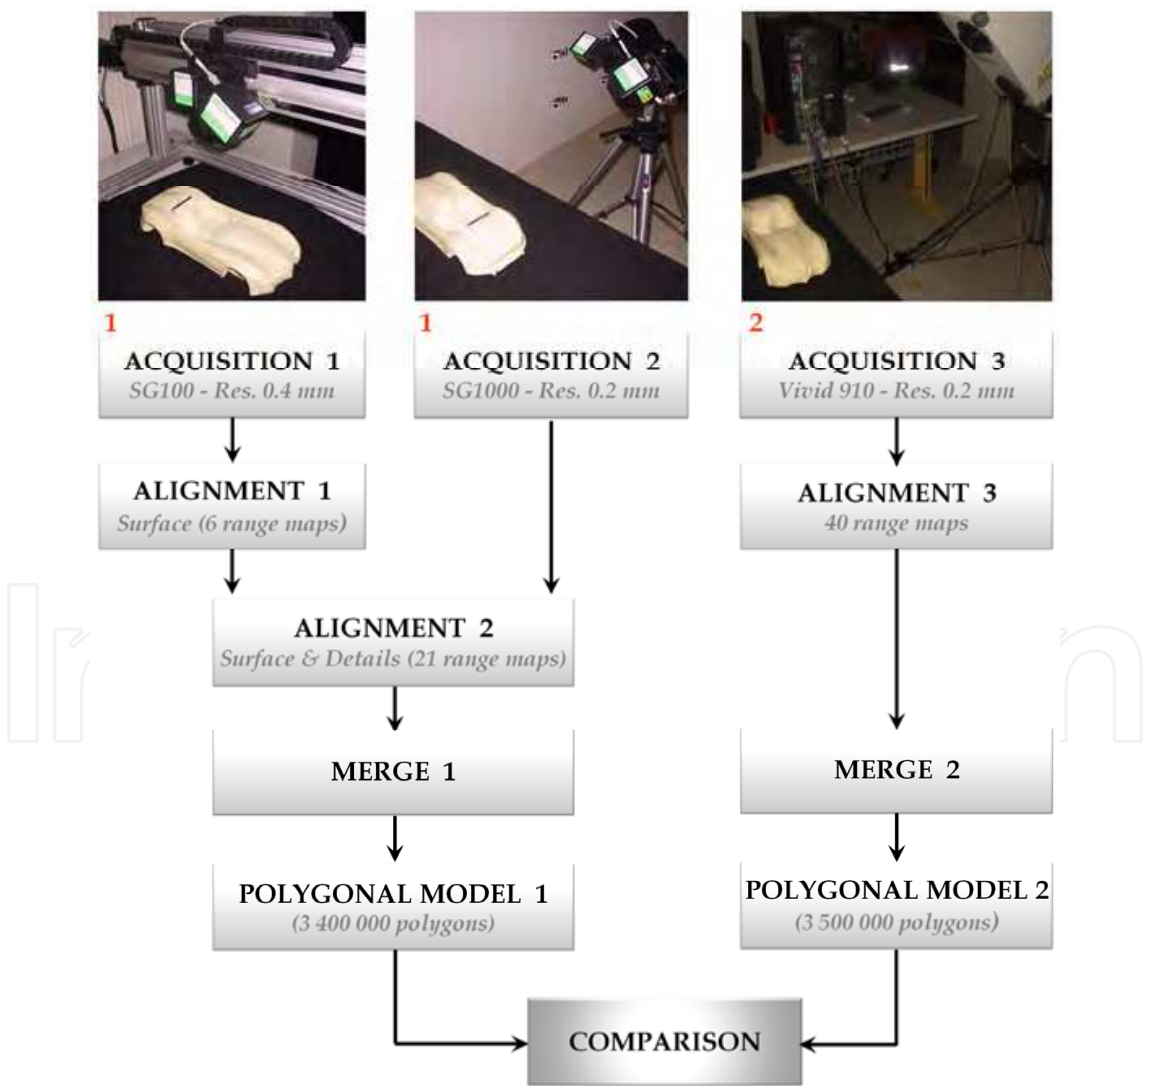 1
ACQUISITION 1
SG100 - Res. 0.4 mm
1
ACQUISITION 2
SG1000 - Res. 0.2 mm
2
ACQUISITION 3
Vivid 910 - Res. 0.2 mm
ALIGNMENT 1
Surface (6 range maps)
ALIGNMENT 3
40 range maps
ALIGNMENT 2
Surface & Details (21 range maps)
MERGE 1
MERGE 2
POLYGONAL MODEL 1
(3 400 000 polygons)
POLYGONAL MODEL 2
(3 500 000 polygons)
COMPARISON